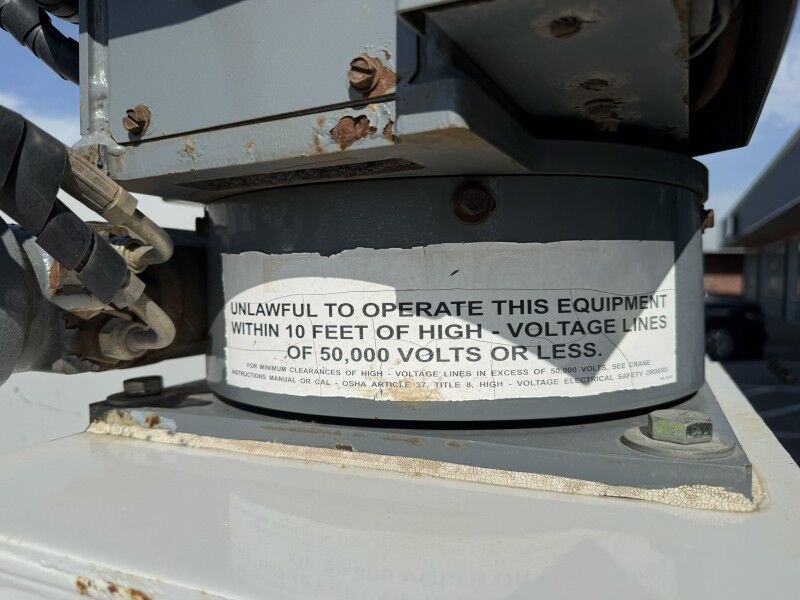 UNLAWFUL TO OPERATE THIS EQUIPMENT
WITHIN 10 FEET OF HIGH - VOLTAGE LINES
OF 50,000 VOLTS OR LESS.
FOR MINIMUM CLEARANCES OF HIGH - VOLTAGE LINES IN EXCESS OF 50,000 VOLTS, SEE CRANE
INSTRUCTIONS MANUAL OR CAL - OSHA ARTICLE 37, TITLE 8, HIGH - VOLTAGE ELECTRICAL SAFETY ORDERS.